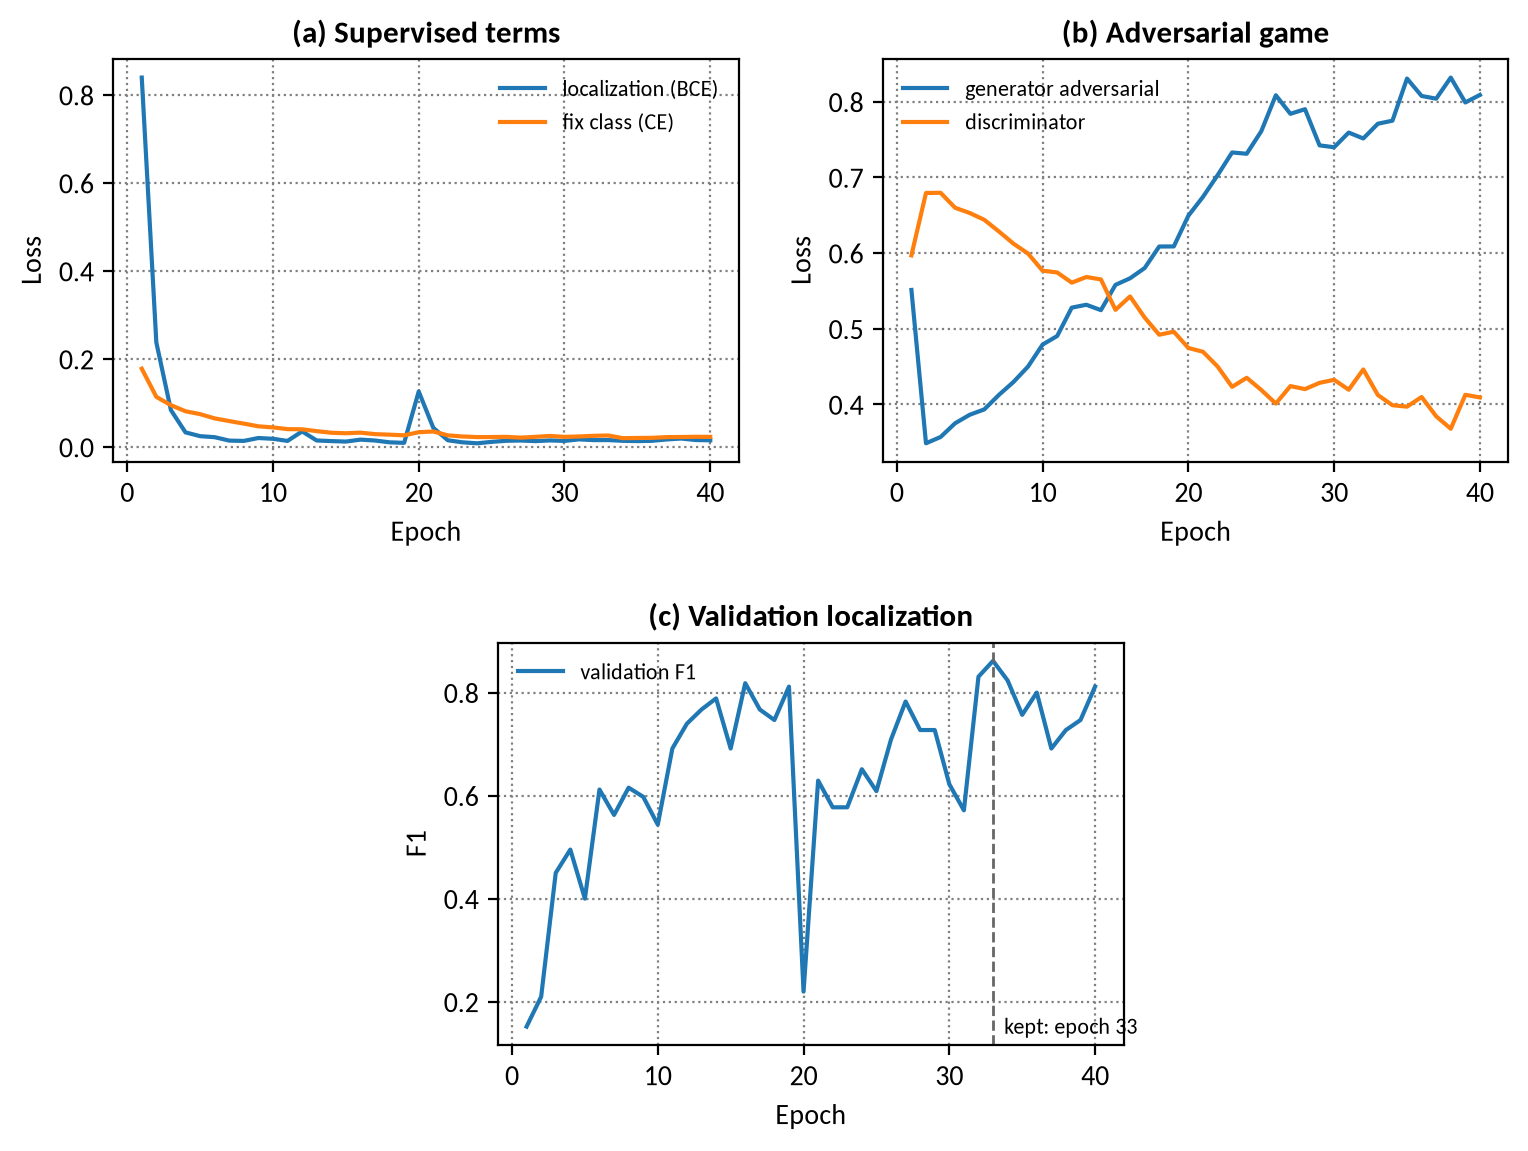 (a) Supervised terms
localization (BCE)
fix class (CE)
Loss
0.8
0.6
0.4
0.2
0.0
0 10 20 30 40
Epoch
(b) Adversarial game
generator adversarial
discriminator
Loss
0.8
0.7
0.6
0.5
0.4
0 10 20 30 40
Epoch
(c) Validation localization
validation F1
F1
0.8
0.6
0.4
0.2
kept: epoch 33
0 10 20 30 40
Epoch